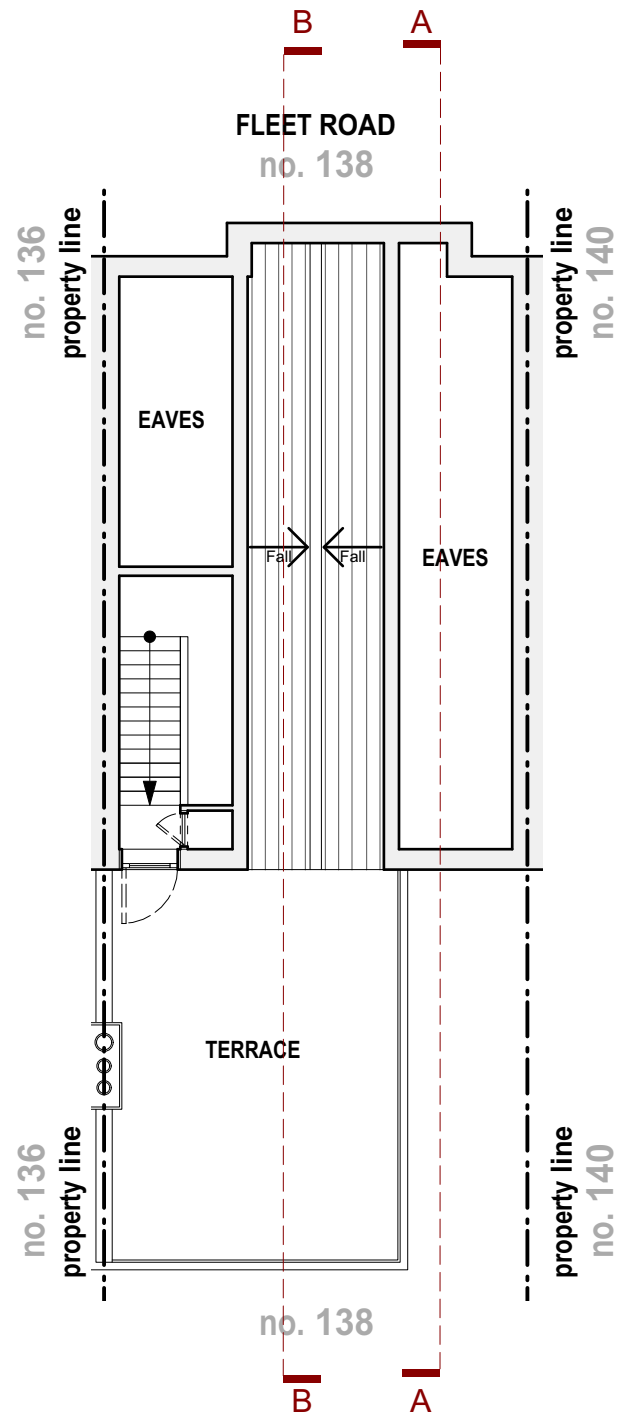 B
A
FLEET ROAD
no. 138
no. 136
property line
property line
no. 140
EAVES
EAVES
Fall
Fall
TERRACE
no. 136
property line
property line
no. 140
no. 138
B
A